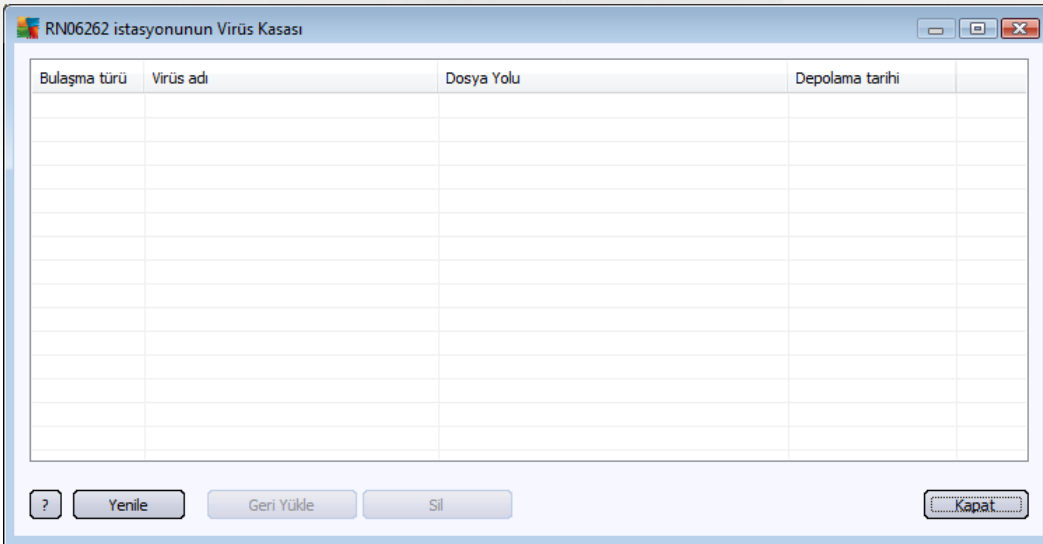 RN06262 istasyonunun Virüs Kasası
Bulaşma türü Virüs adı Dosya Yolu Depolama tarihi
? Yenile Geri Yükle Sil Kapat